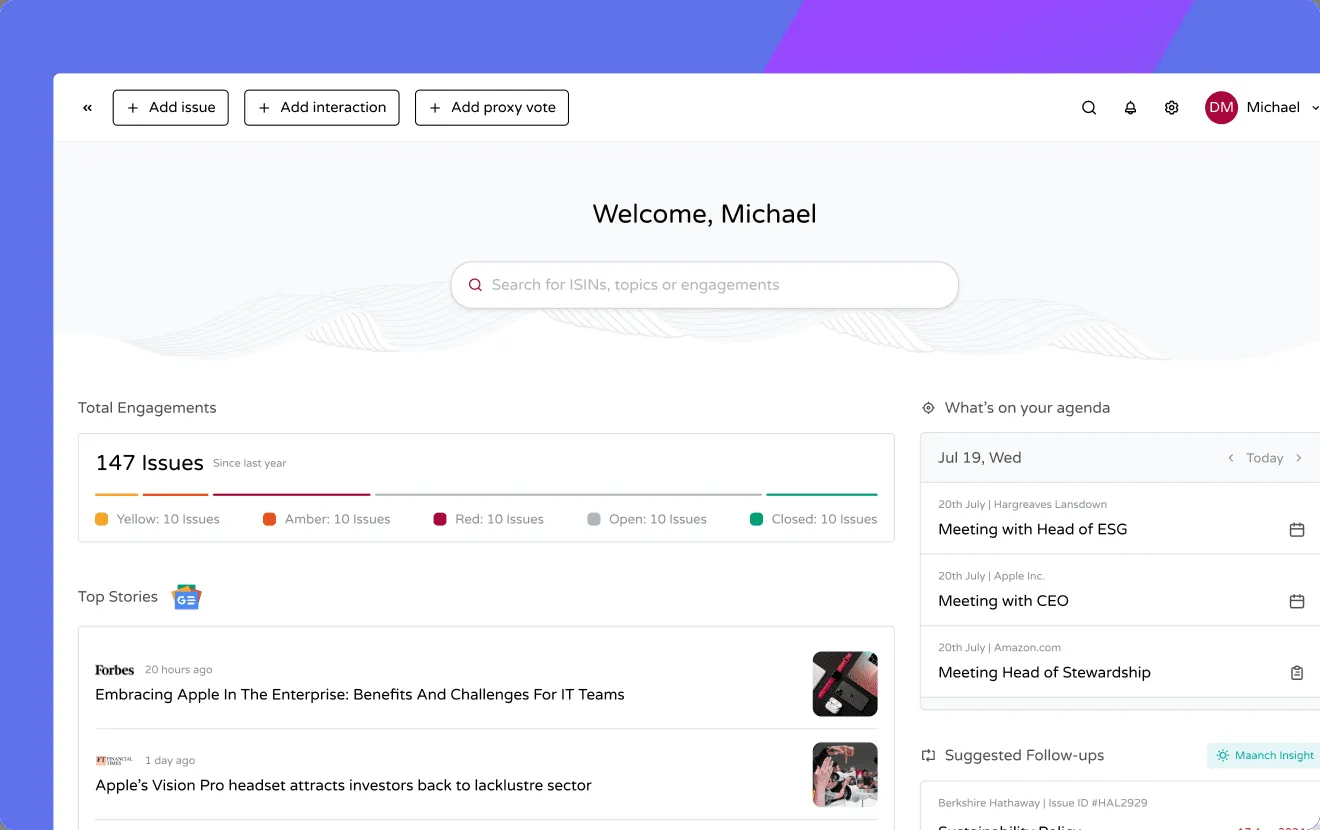 Add issue
Add interaction
Add proxy vote
DM
Michael
Welcome, Michael
Search for ISINs, topics or engagements
Total Engagements
147 Issues Since last year
Yellow: 10 Issues
Amber: 10 Issues
Red: 10 Issues
Open: 10 Issues
Closed: 10 Issues
Top Stories
GE
Forbes 20 hours ago
Embracing Apple In The Enterprise: Benefits And Challenges For IT Teams
FT FINANCIAL TIMES 1 day ago
Apple’s Vision Pro headset attracts investors back to lacklustre sector
What’s on your agenda
Jul 19, Wed
Today
20th July | Hargreaves Lansdown
Meeting with Head of ESG
20th July | Apple Inc.
Meeting with CEO
20th July | Amazon.com
Meeting Head of Stewardship
Suggested Follow-ups
Maanch Insight
Berkshire Hathaway | Issue ID #HAL2929
Sustainability Policy